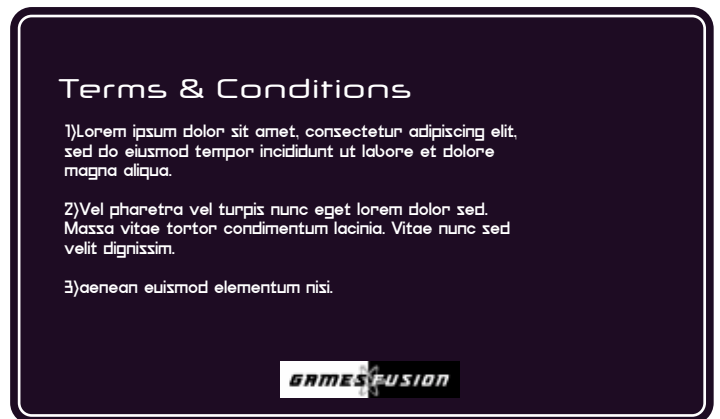 Terms & Conditions
1)Lorem ipsum dolor sit amet, consectetur adipiscing elit,
sed do eiusmod tempor incididunt ut labore et dolore
magna aliqua.
2)Vel pharetra vel turpis nunc eget lorem dolor sed.
Massa vitae tortor condimentum lacinia. Vitae nunc sed
velit dignissim.
3)aenean euismod elementum nisi.
GAMES FUSION